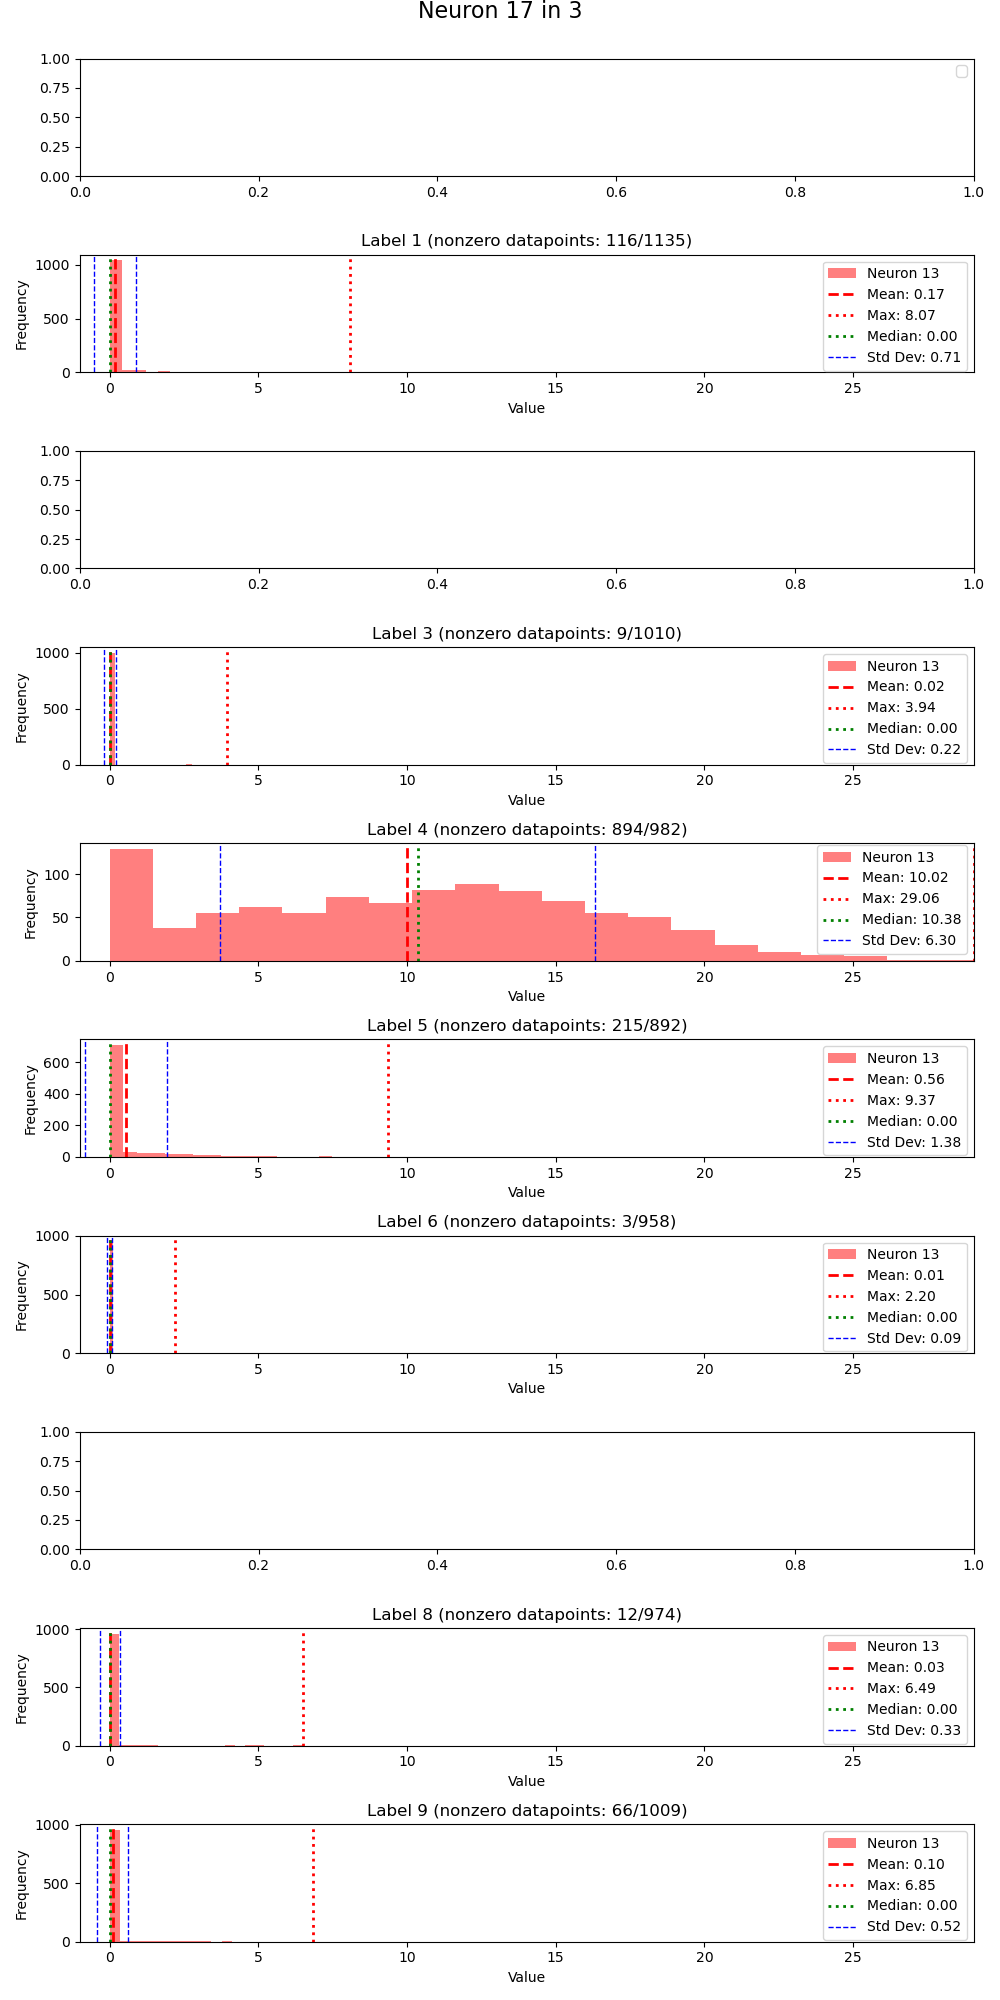 Neuron 17 in 3
1.00
0.75
0.50
0.25
0.00
0.0 0.2 0.4 0.6 0.8 1.0
Label 1 (nonzero datapoints: 116/1135)
Frequency
1000
500
0
Neuron 13
Mean: 0.17
Max: 8.07
Median: 0.00
Std Dev: 0.71
0 5 10 15 20 25
Value
1.00
0.75
0.50
0.25
0.00
0.0 0.2 0.4 0.6 0.8 1.0
Label 3 (nonzero datapoints: 9/1010)
Frequency
1000
500
0
Neuron 13
Mean: 0.02
Max: 3.94
Median: 0.00
Std Dev: 0.22
0 5 10 15 20 25
Value
Label 4 (nonzero datapoints: 894/982)
Frequency
100
50
0
Neuron 13
Mean: 10.02
Max: 29.06
Median: 10.38
Std Dev: 6.30
0 5 10 15 20 25
Value
Label 5 (nonzero datapoints: 215/892)
Frequency
600
400
200
0
Neuron 13
Mean: 0.56
Max: 9.37
Median: 0.00
Std Dev: 1.38
0 5 10 15 20 25
Value
Label 6 (nonzero datapoints: 3/958)
Frequency
1000
500
0
Neuron 13
Mean: 0.01
Max: 2.20
Median: 0.00
Std Dev: 0.09
0 5 10 15 20 25
Value
1.00
0.75
0.50
0.25
0.00
0.0 0.2 0.4 0.6 0.8 1.0
Label 8 (nonzero datapoints: 12/974)
Frequency
1000
500
0
Neuron 13
Mean: 0.03
Max: 6.49
Median: 0.00
Std Dev: 0.33
0 5 10 15 20 25
Value
Label 9 (nonzero datapoints: 66/1009)
Frequency
1000
500
0
Neuron 13
Mean: 0.10
Max: 6.85
Median: 0.00
Std Dev: 0.52
0 5 10 15 20 25
Value